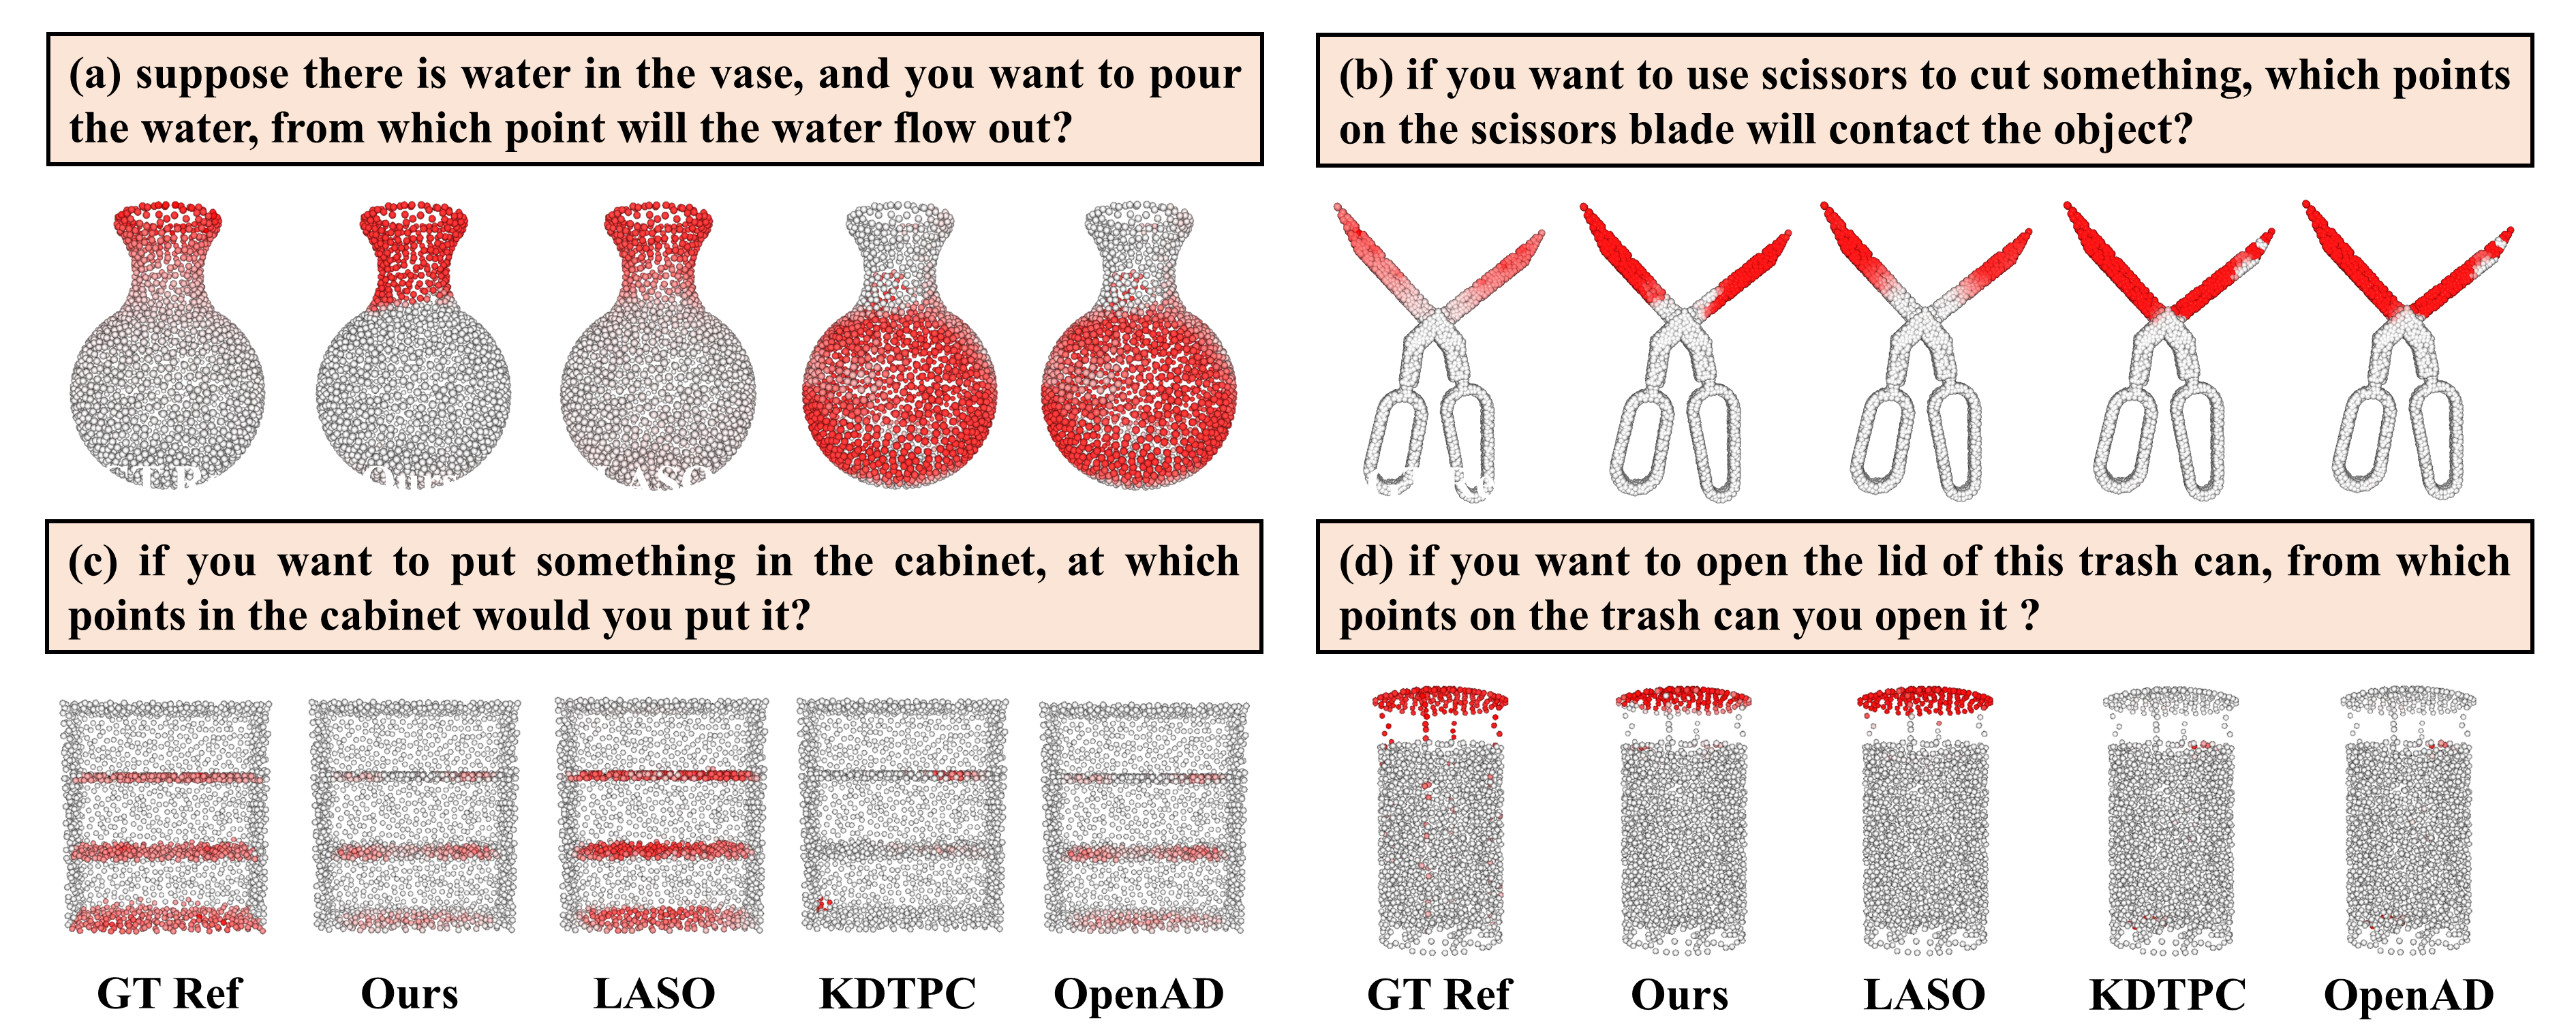 (a) suppose there is water in the vase, and you want to pour
the water, from which point will the water flow out?
(b) if you want to use scissors to cut something, which points
on the scissors blade will contact the object?
(c) if you want to put something in the cabinet, at which
points in the cabinet would you put it?
(d) if you want to open the lid of this trash can, from which
points on the trash can you open it ?
GT Ref Ours LASO KDTPC OpenAD
GT Ref Ours LASO KDTPC OpenAD